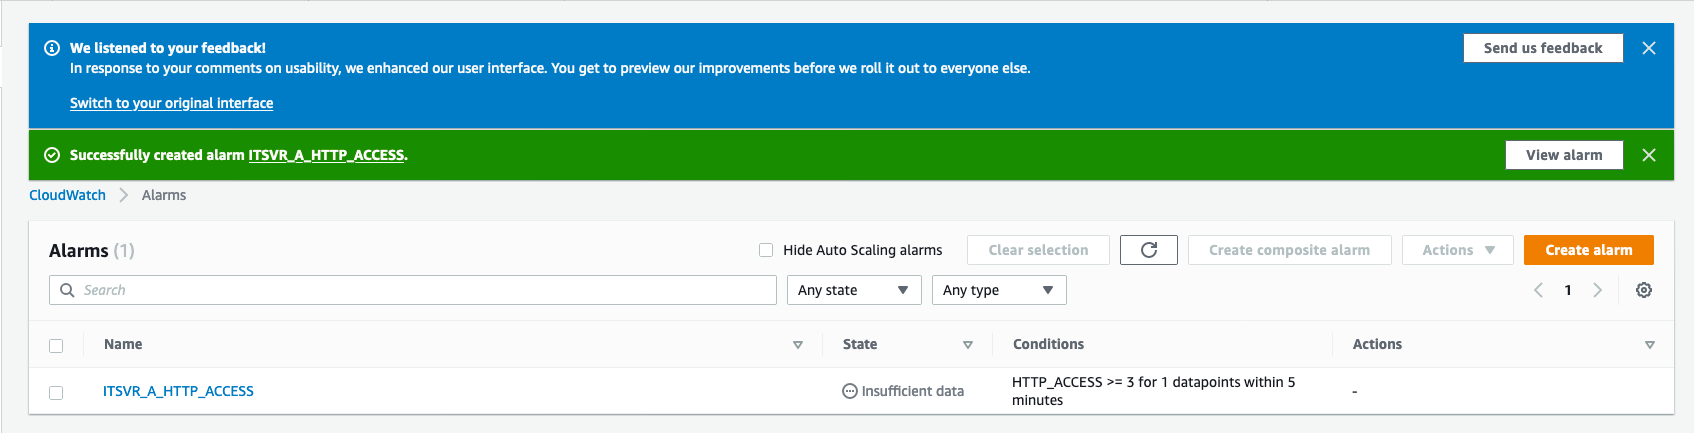 We listened to your feedback!
Send us feedback
In response to your comments on usability, we enhanced our user interface. You get to preview our improvements before we roll it out to everyone else.
Switch to your original interface
Successfully created alarm ITSVR_A_HTTP_ACCESS.
View alarm
CloudWatch
Alarms
Alarms (1)
Hide Auto Scaling alarms
Clear selection
Create composite alarm
Actions
Create alarm
Search
Any state
Any type
1
Name
State
Conditions
Actions
ITSVR_A_HTTP_ACCESS
Insufficient data
HTTP_ACCESS >= 3 for 1 datapoints within 5
minutes
-